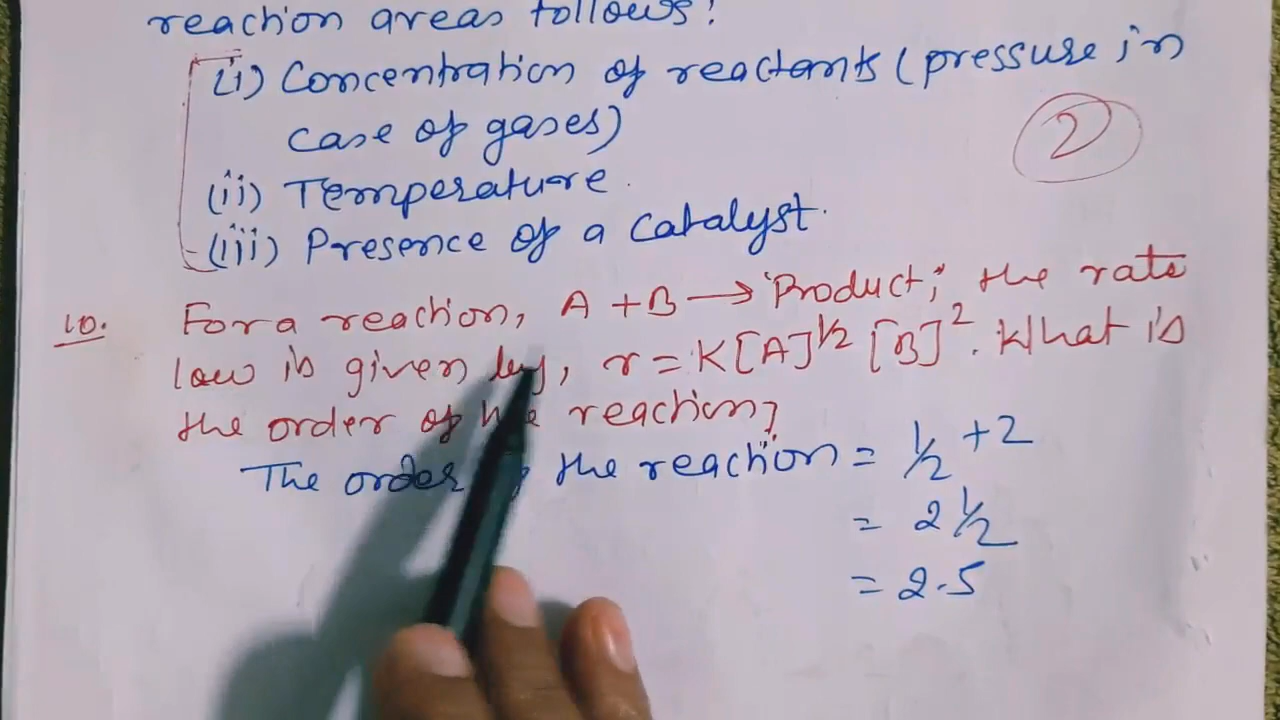 reaction areas follows:
(i) Concentration of reactants (pressure in
case of gases)
2
(ii) Temperature.
(iii) Presence of a catalyst.
10. For a reaction, A + B → Product; the rate
law is given by, r = K[A]^1/2 [B]^2. What is
the order of the reaction?
The order the reaction = 1/2 + 2
= 2 1/2
= 2.5